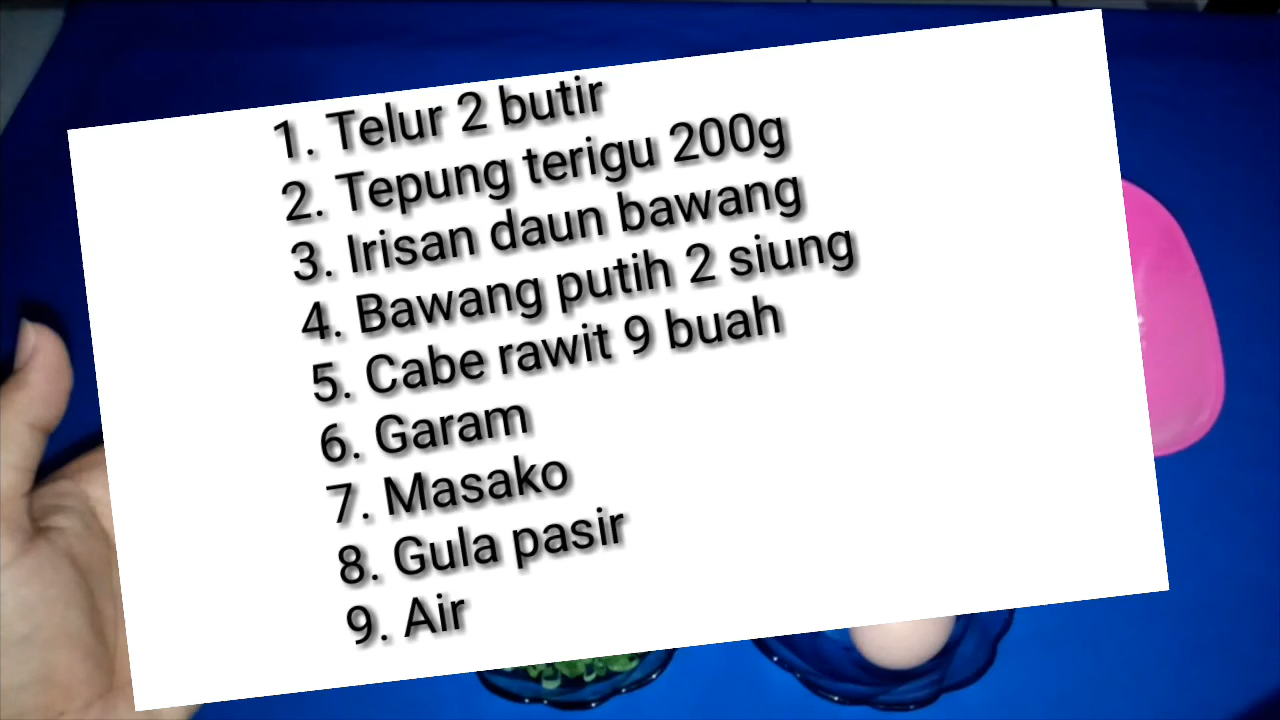 1. Telur 2 butir
2. Tepung terigu 200g
3. Irisan daun bawang
4. Bawang putih 2 siung
5. Cabe rawit 9 buah
6. Garam
7. Masako
8. Gula pasir
9. Air